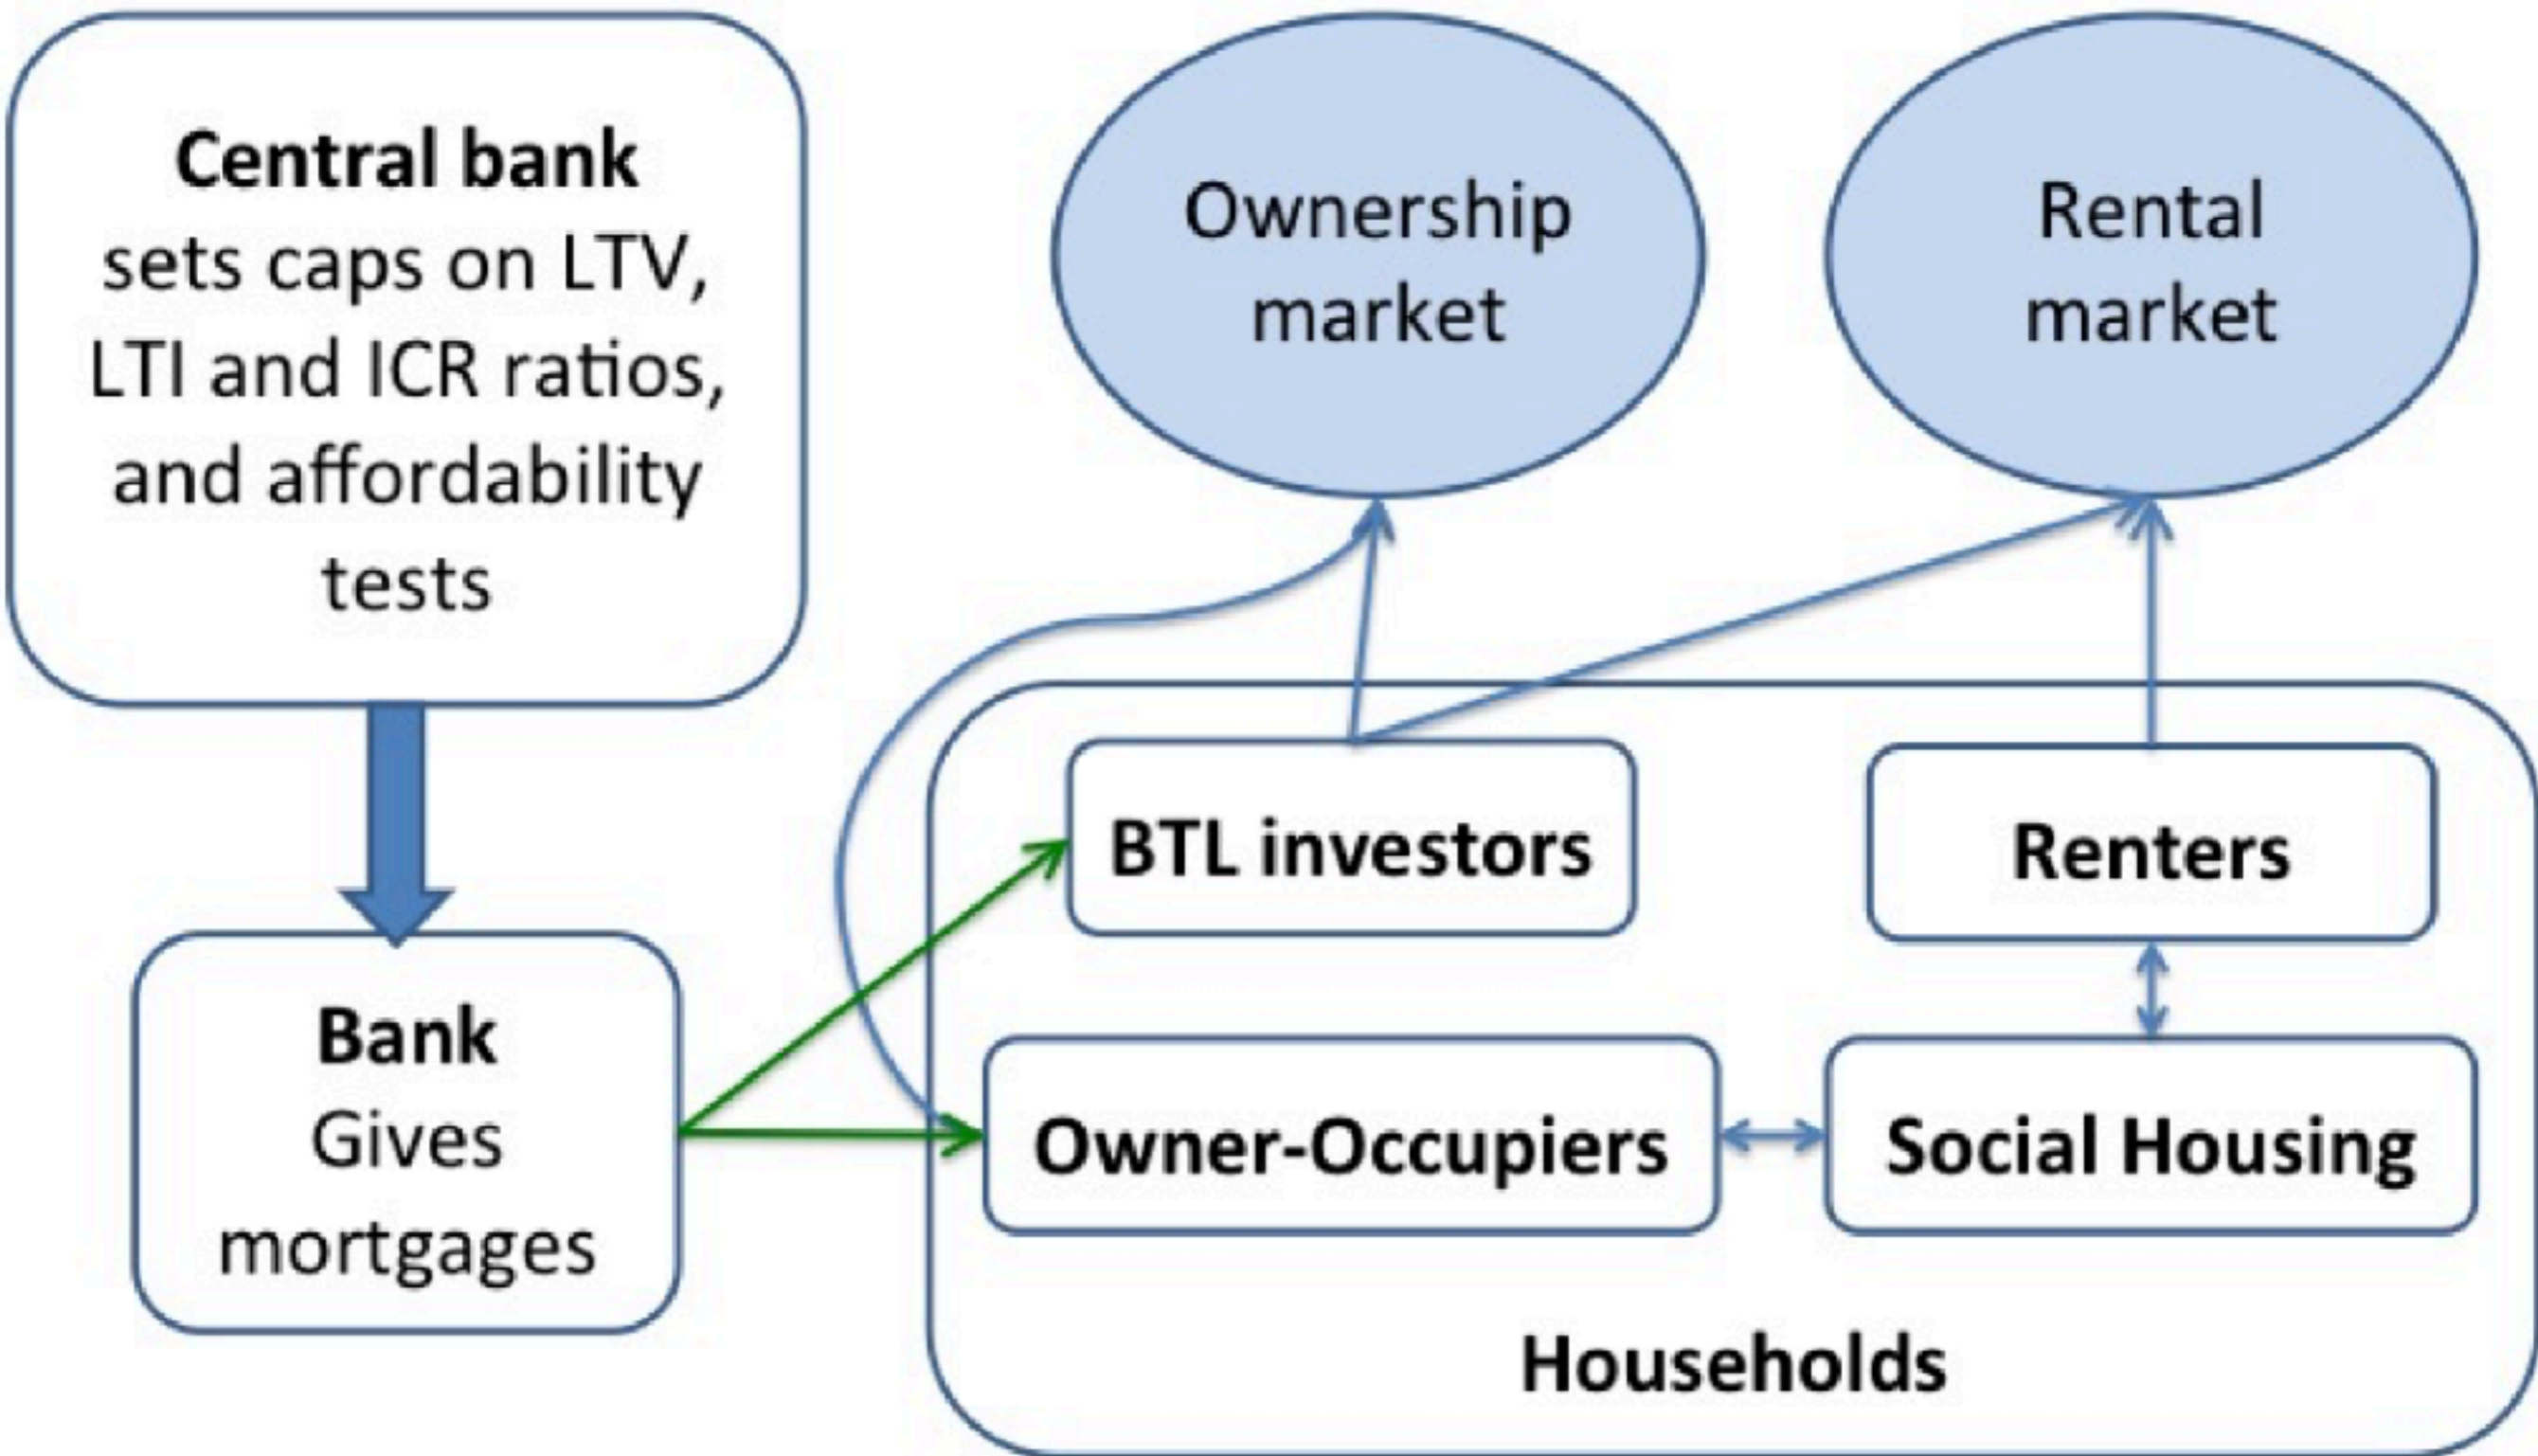 Central bank
sets caps on LTV,
LTI and ICR ratios,
and affordability
tests
Ownership
market
Rental
market
BTL investors
Renters
Bank
Gives
mortgages
Owner-Occupiers
Social Housing
Households